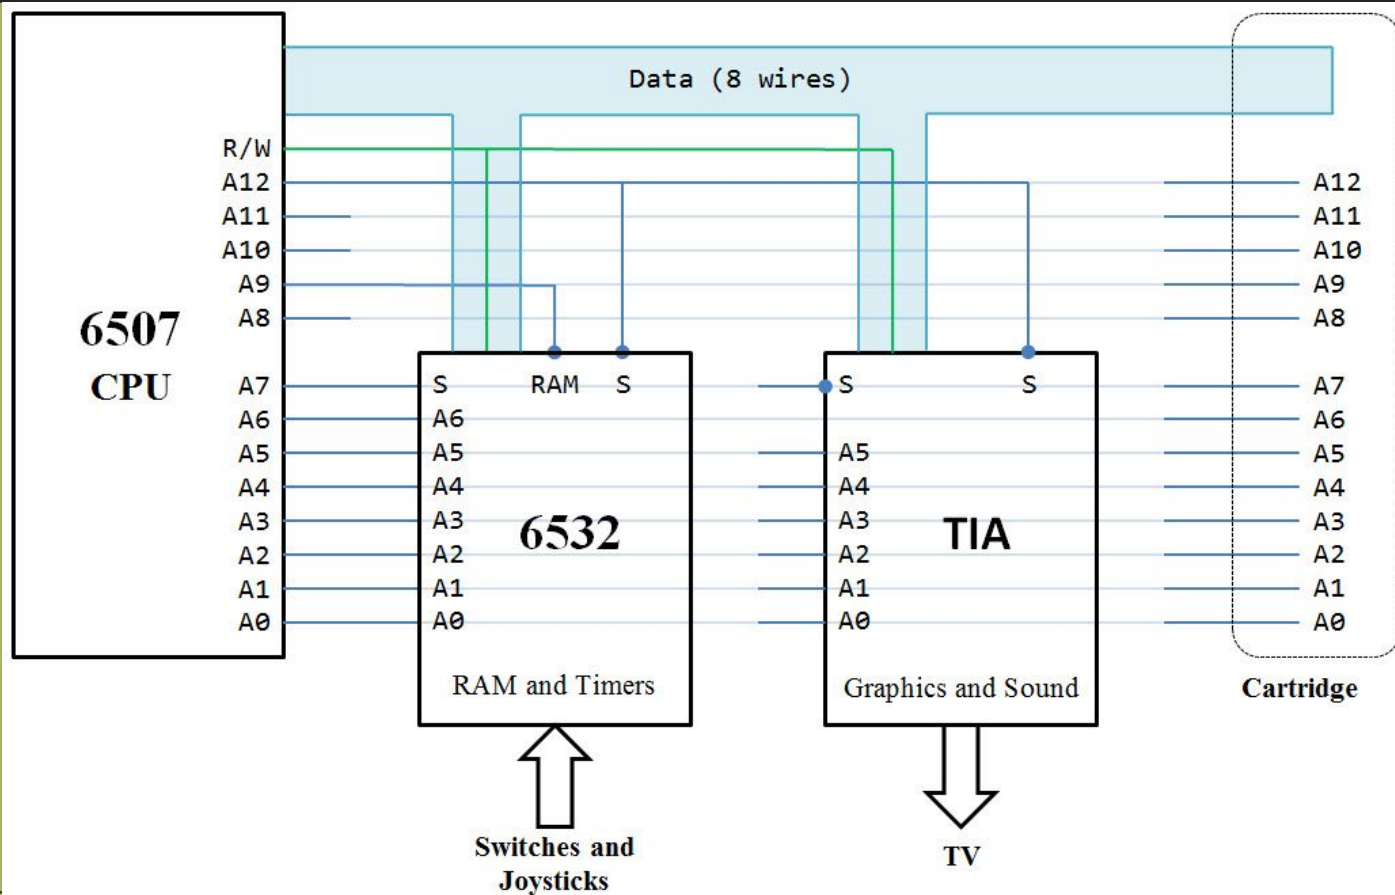 Data (8 wires)
R/W
A12
A11
A10
A9
A8
A7
A6
A5
A4
A3
A2
A1
A0
6507
CPU
S RAM S
A6
A5
A4
A3
A2
A1
A0
6532
RAM and Timers
Switches and
Joysticks
S S
A5
A4
A3
A2
A1
A0
TIA
Graphics and Sound
TV
A12
A11
A10
A9
A8
A7
A6
A5
A4
A3
A2
A1
A0
Cartridge